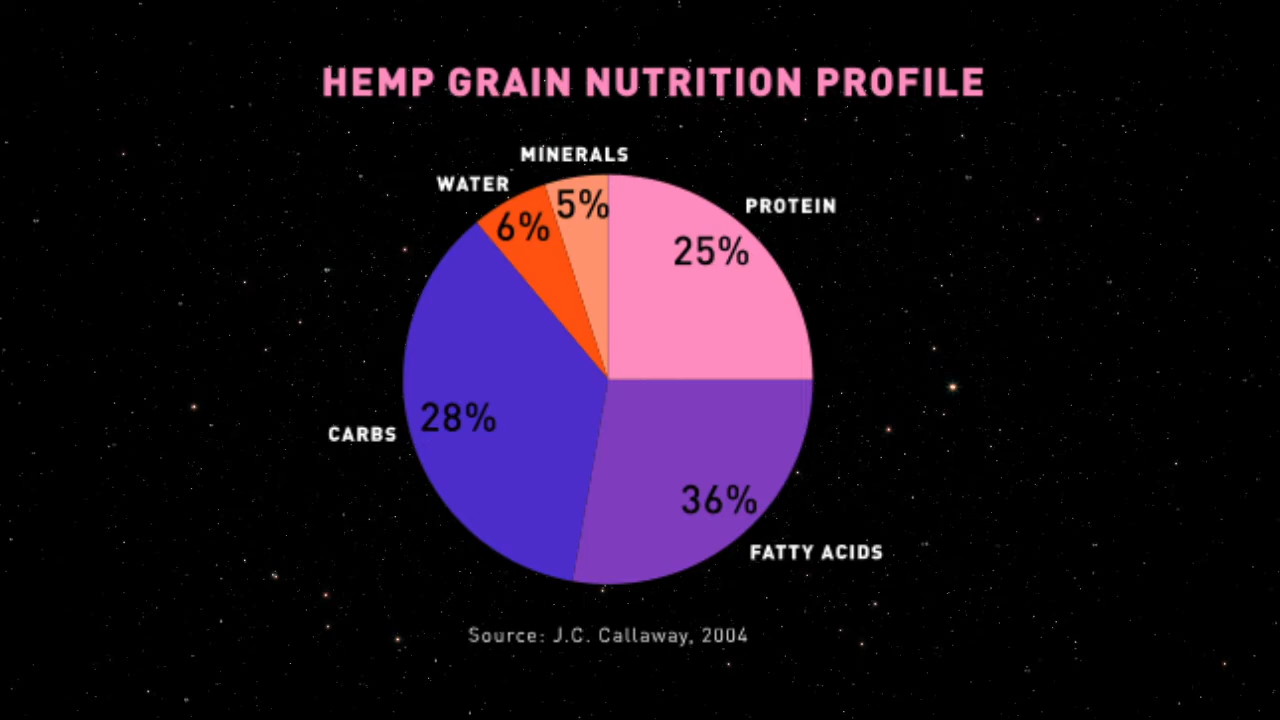 HEMP GRAIN NUTRITION PROFILE
MINERALS
WATER
5%
PROTEIN
6%
25%
28%
CARBS
36%
FATTY ACIDS
Source: J.C. Callaway, 2004